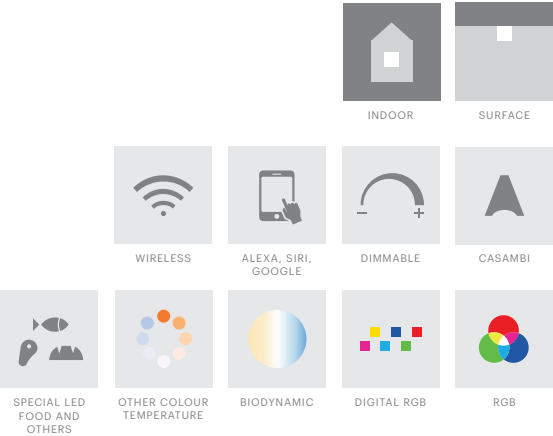 INDOOR
SURFACE
WIRELESS
ALEXA, SIRI,
GOOGLE
DIMMABLE
CASAMBI
SPECIAL LED
FOOD AND
OTHERS
OTHER COLOUR
TEMPERATURE
BIODYNAMIC
DIGITAL RGB
RGB